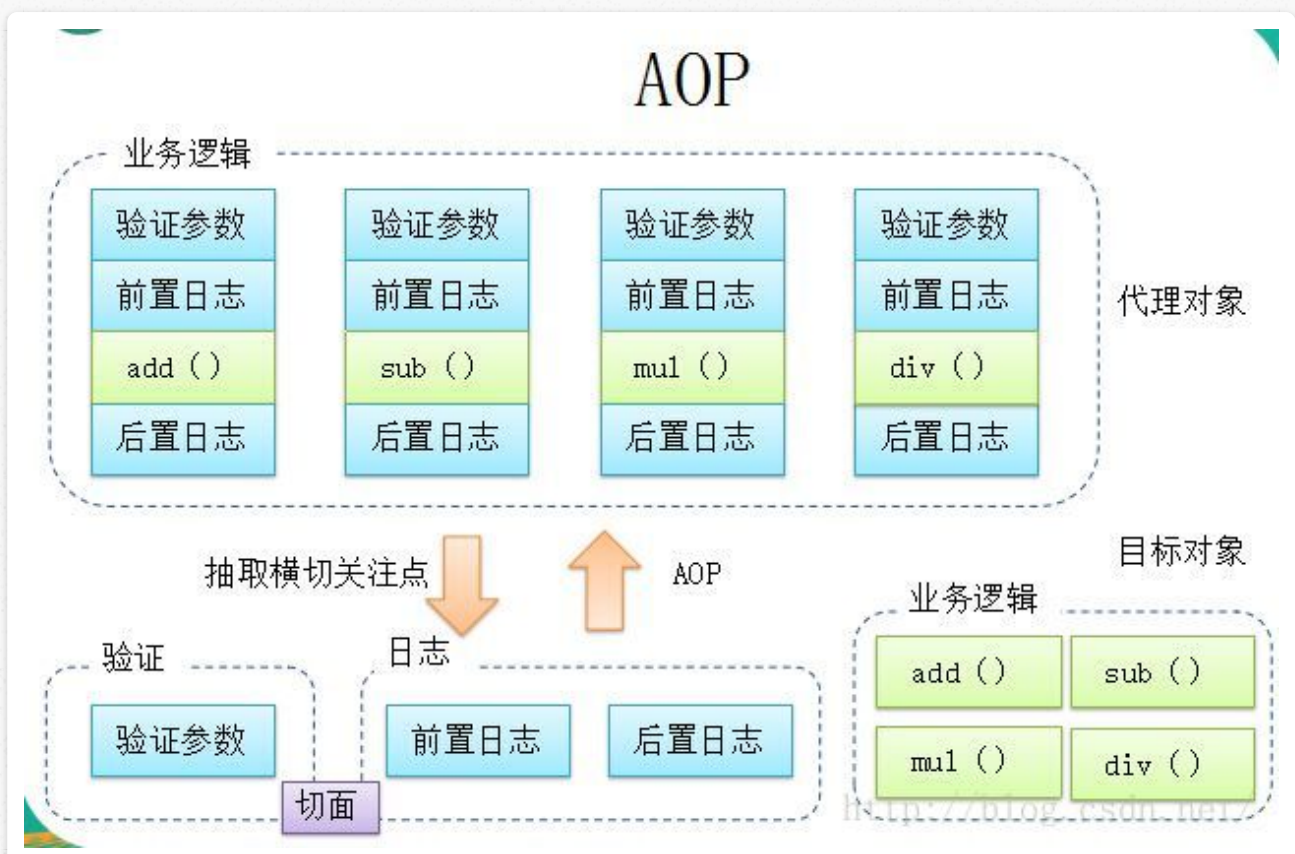 AOP
业务逻辑
验证参数 验证参数 验证参数 验证参数
前置日志 前置日志 前置日志 前置日志
代理对象
add () sub () mul () div ()
后置日志 后置日志 后置日志 后置日志
抽取横切关注点
AOP
目标对象
业务逻辑
验证
日志
add () sub ()
验证参数
前置日志 后置日志
mul () div ()
切面
http://blog.csdn.net/